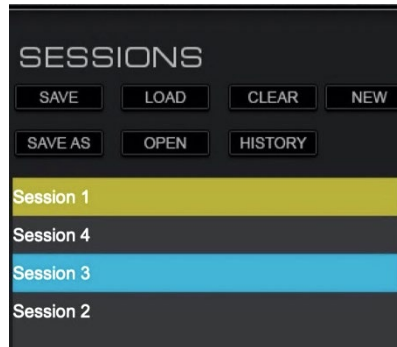 SESSIONS
SAVE LOAD CLEAR NEW
SAVE AS OPEN HISTORY
Session 1
Session 4
Session 3
Session 2